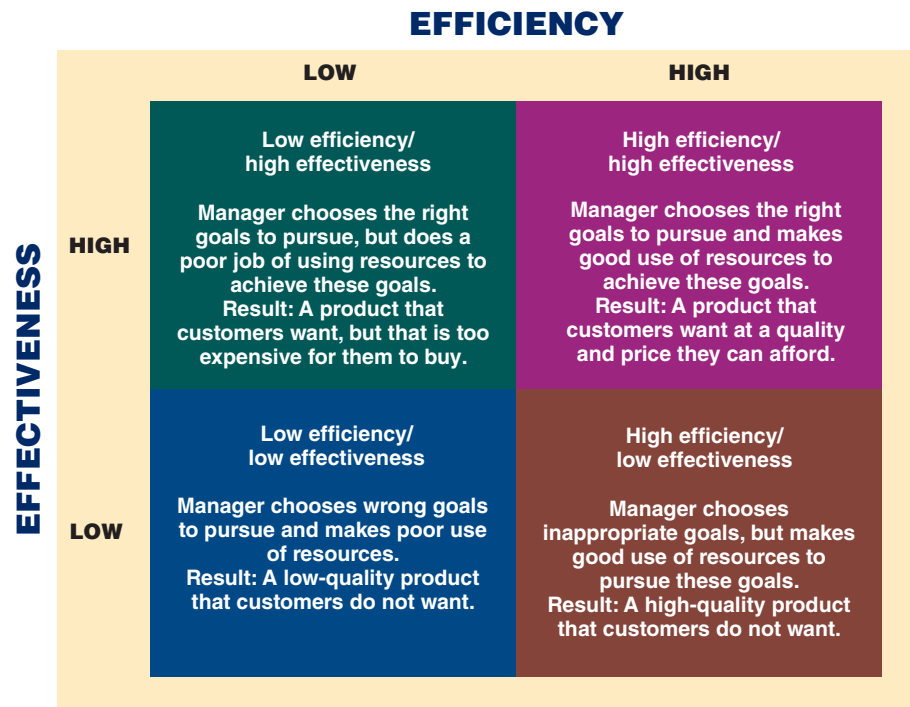 EFFICIENCY
LOW
HIGH
EFFECTIVENESS
HIGH
Low efficiency/
high effectiveness
Manager chooses the right
goals to pursue, but does a
poor job of using resources to
achieve these goals.
Result: A product that
customers want, but that is too
expensive for them to buy.
High efficiency/
high effectiveness
Manager chooses the right
goals to pursue and makes
good use of resources to
achieve these goals.
Result: A product that
customers want at a quality
and price they can afford.
LOW
Low efficiency/
low effectiveness
Manager chooses wrong goals
to pursue and makes poor use
of resources.
Result: A low-quality product
that customers do not want.
High efficiency/
low effectiveness
Manager chooses
inappropriate goals, but makes
good use of resources to
pursue these goals.
Result: A high-quality product
that customers do not want.